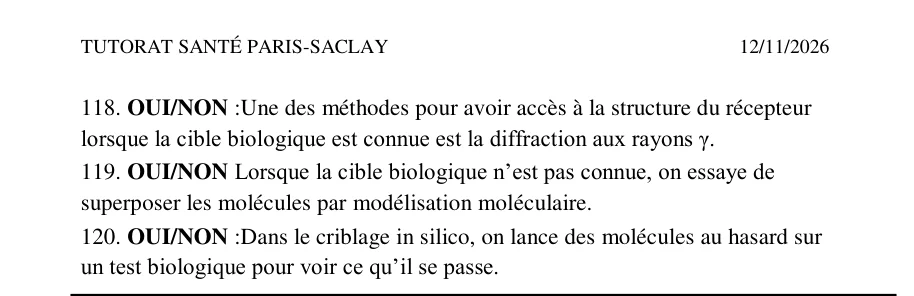 TUTORAT SANTÉ PARIS-SACLAY 12/11/2026
118. OUI/NON :Une des méthodes pour avoir accès à la structure du récepteur
lorsque la cible biologique est connue est la diffraction aux rayons γ.
119. OUI/NON Lorsque la cible biologique n’est pas connue, on essaye de
superposer les molécules par modélisation moléculaire.
120. OUI/NON :Dans le criblage in silico, on lance des molécules au hasard sur
un test biologique pour voir ce qu’il se passe.